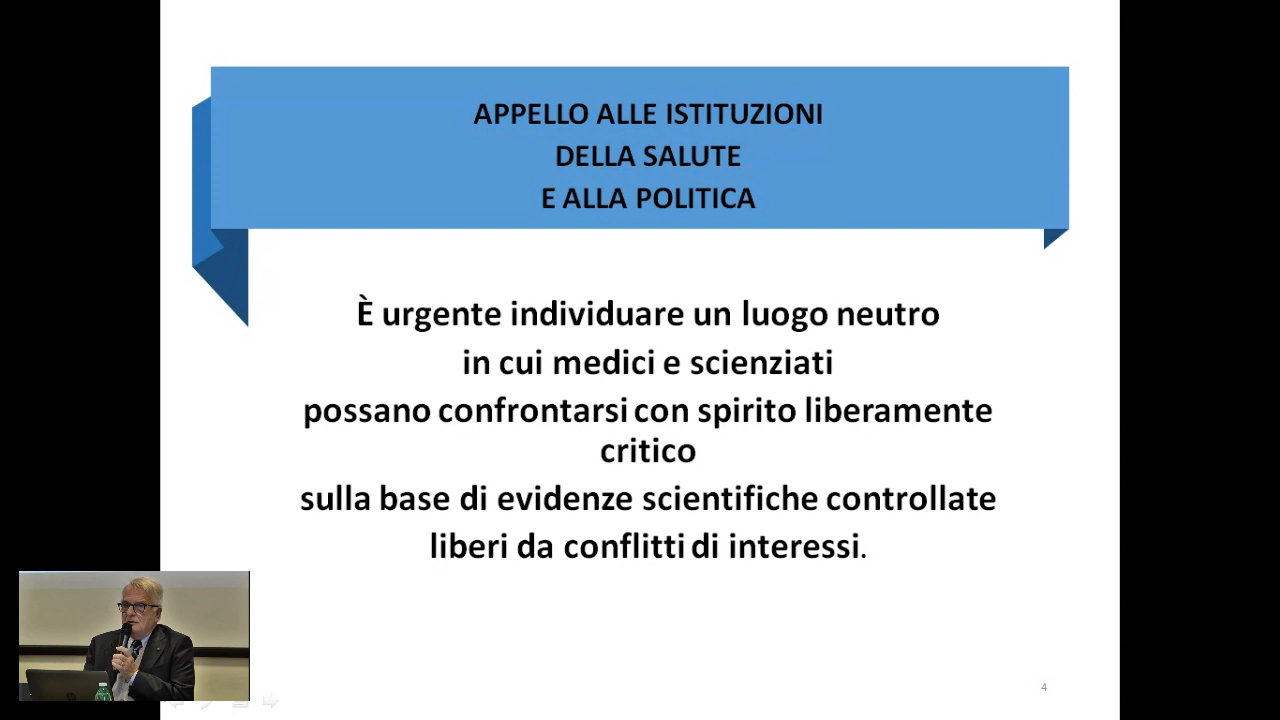 APPELLO ALLE ISTITUZIONI
DELLA SALUTE
E ALLA POLITICA
È urgente individuare un luogo neutro
in cui medici e scienziati
possano confrontarsi con spirito liberamente
critico
sulla base di evidenze scientifiche controllate
liberi da conflitti di interessi.
4